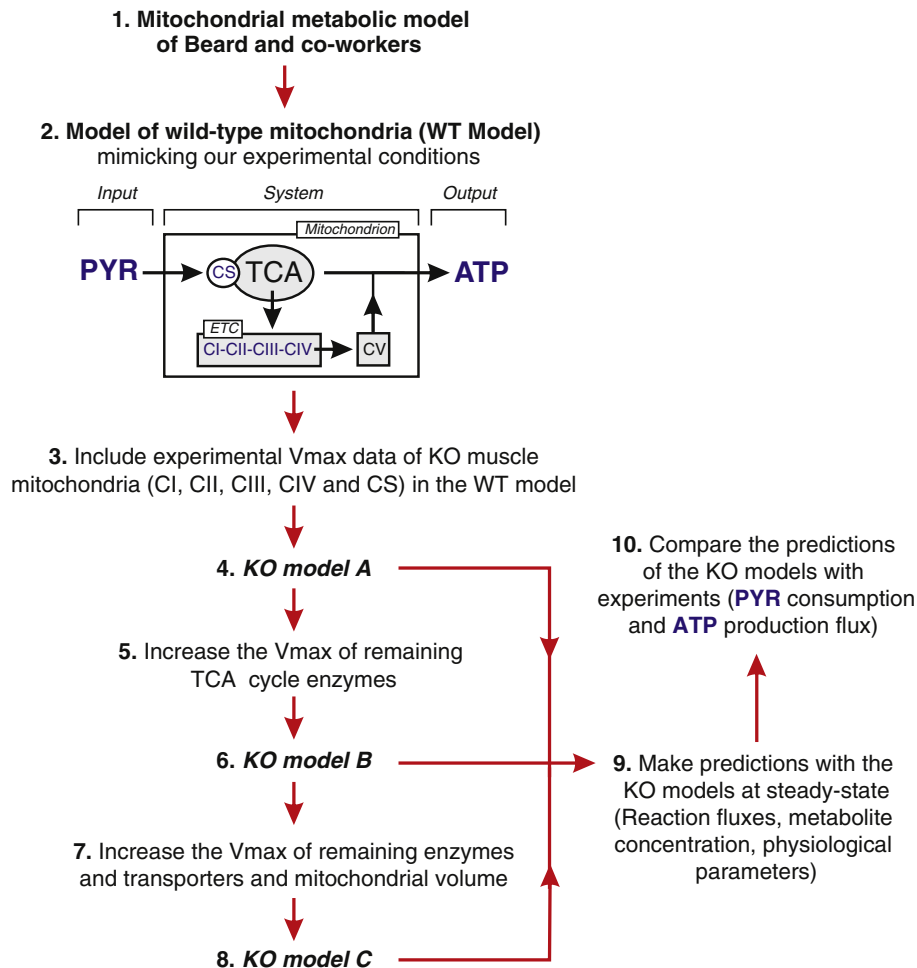 1. Mitochondrial metabolic model
of Beard and co-workers
2. Model of wild-type mitochondria (WT Model)
mimicking our experimental conditions
Input
System
Output
Mitochondrion
PYR
CS
TCA
ATP
ETC
CI-CII-CIII-CIV
CV
3. Include experimental Vmax data of KO muscle
mitochondria (CI, CII, CIII, CIV and CS) in the WT model
4. KO model A
5. Increase the Vmax of remaining
TCA cycle enzymes
6. KO model B
7. Increase the Vmax of remaining enzymes
and transporters and mitochondrial volume
8. KO model C
9. Make predictions with the
KO models at steady-state
(Reaction fluxes, metabolite
concentration, physiological
parameters)
10. Compare the predictions
of the KO models with
experiments (PYR consumption
and ATP production flux)